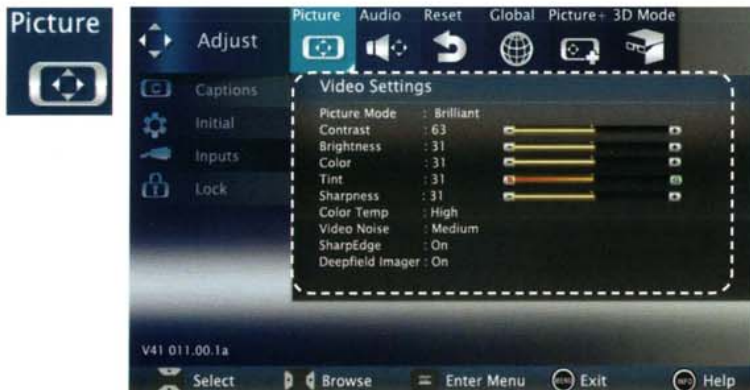 Picture
Picture Audio Reset Global Picture+ 3D Mode
Adjust
Captions
Initial
Inputs
Lock
Video Settings
Picture Mode : Brilliant
Contrast : 63
Brightness : 31
Color : 31
Tint : 31
Sharpness : 31
Color Temp : High
Video Noise : Medium
SharpEdge : On
Deepfield Imager : On
V41 011.00.1a
Select Browse Enter Menu MENU Exit INFO Help